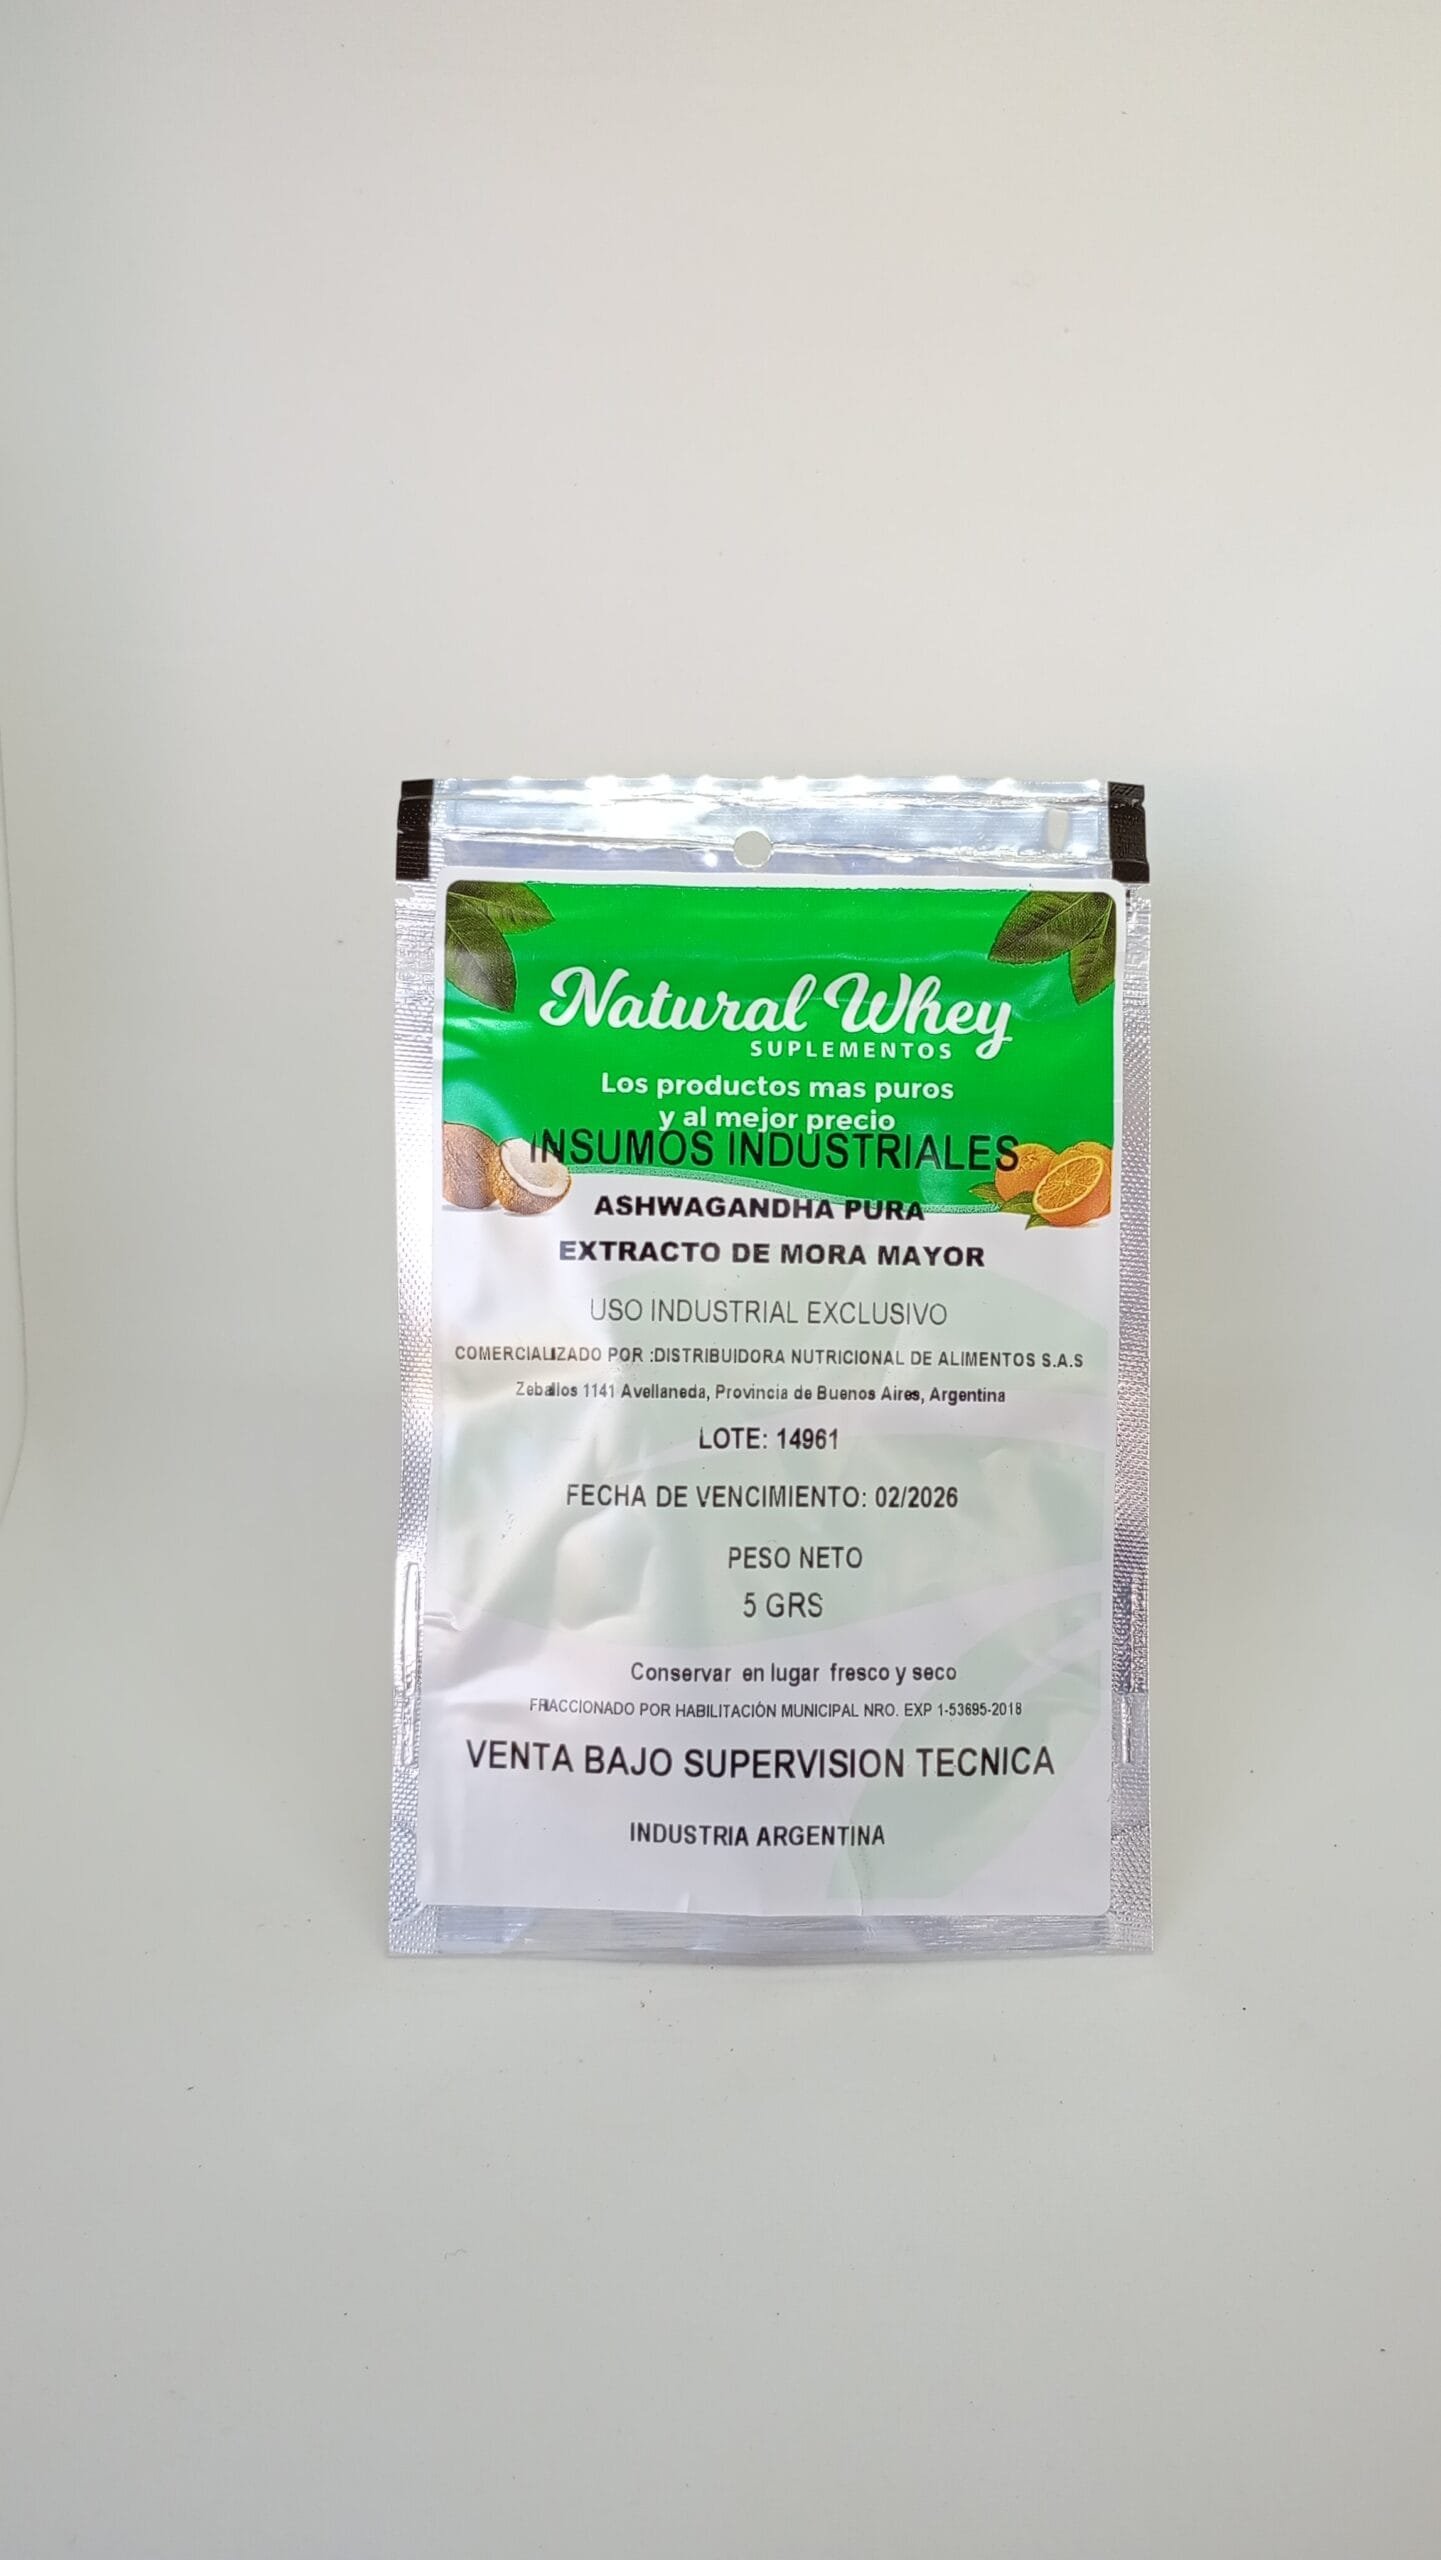 Natural Whey
SUPLEMENTOS
Los productos mas puros
y al mejor precio
INSUMOS INDUSTRIALES
ASHWAGANDHA PURA
EXTRACTO DE MORA MAYOR
USO INDUSTRIAL EXCLUSIVO
COMERCIALIZADO POR :DISTRIBUIDORA NUTRICIONAL DE ALIMENTOS S.A.S
Zeballos 1141 Avellaneda, Provincia de Buenos Aires, Argentina
LOTE: 14961
FECHA DE VENCIMIENTO: 02/2026
PESO NETO
5 GRS
Conservar en lugar fresco y seco
FRACCIONADO POR HABILITACIÓN MUNICIPAL NRO. EXP 1-53695-2018
VENTA BAJO SUPERVISION TECNICA
INDUSTRIA ARGENTINA